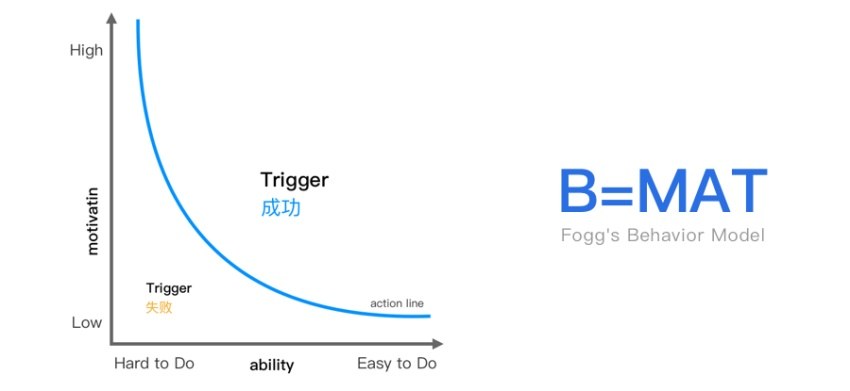 High
motivatin
Trigger
成功
Trigger
失败
action line
Low
Hard to Do
ability
Easy to Do
B=MAT
Fogg's Behavior Model